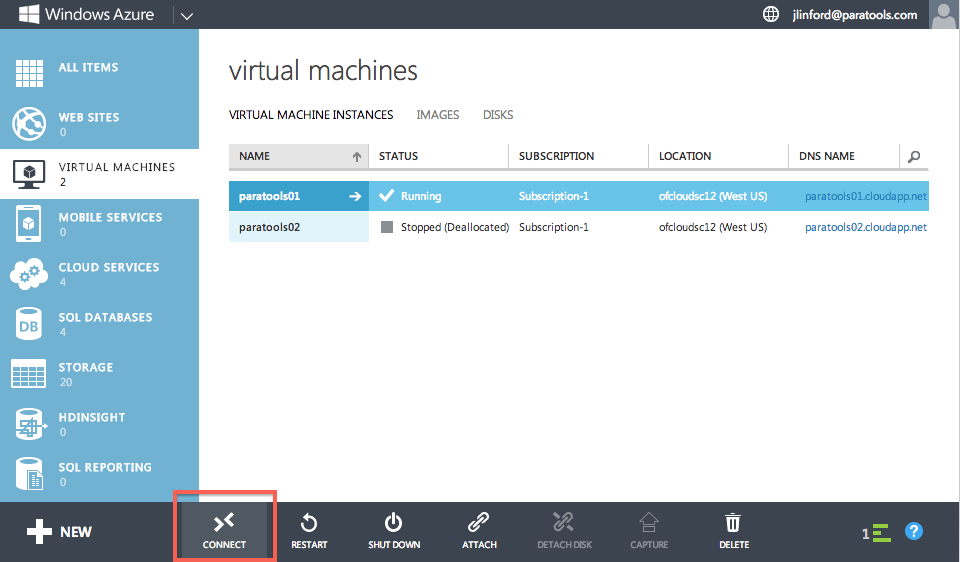 Windows Azure
jlinford@paratools.com
ALL ITEMS
WEB SITES
0
VIRTUAL MACHINES
2
MOBILE SERVICES
0
CLOUD SERVICES
4
SQL DATABASES
4
DB
STORAGE
20
HDINSIGHT
0
SQL REPORTING
0
virtual machines
VIRTUAL MACHINE INSTANCES IMAGES DISKS
NAME STATUS SUBSCRIPTION LOCATION DNS NAME
paratools01 Running Subscription-1 ofcloudsc12 (West US) paratools01.cloudapp.net
paratools02 Stopped (Deallocated) Subscription-1 ofcloudsc12 (West US) paratools02.cloudapp.net
NEW
CONNECT
RESTART
SHUT DOWN
ATTACH
DETACH DISK
CAPTURE
DELETE
1
?